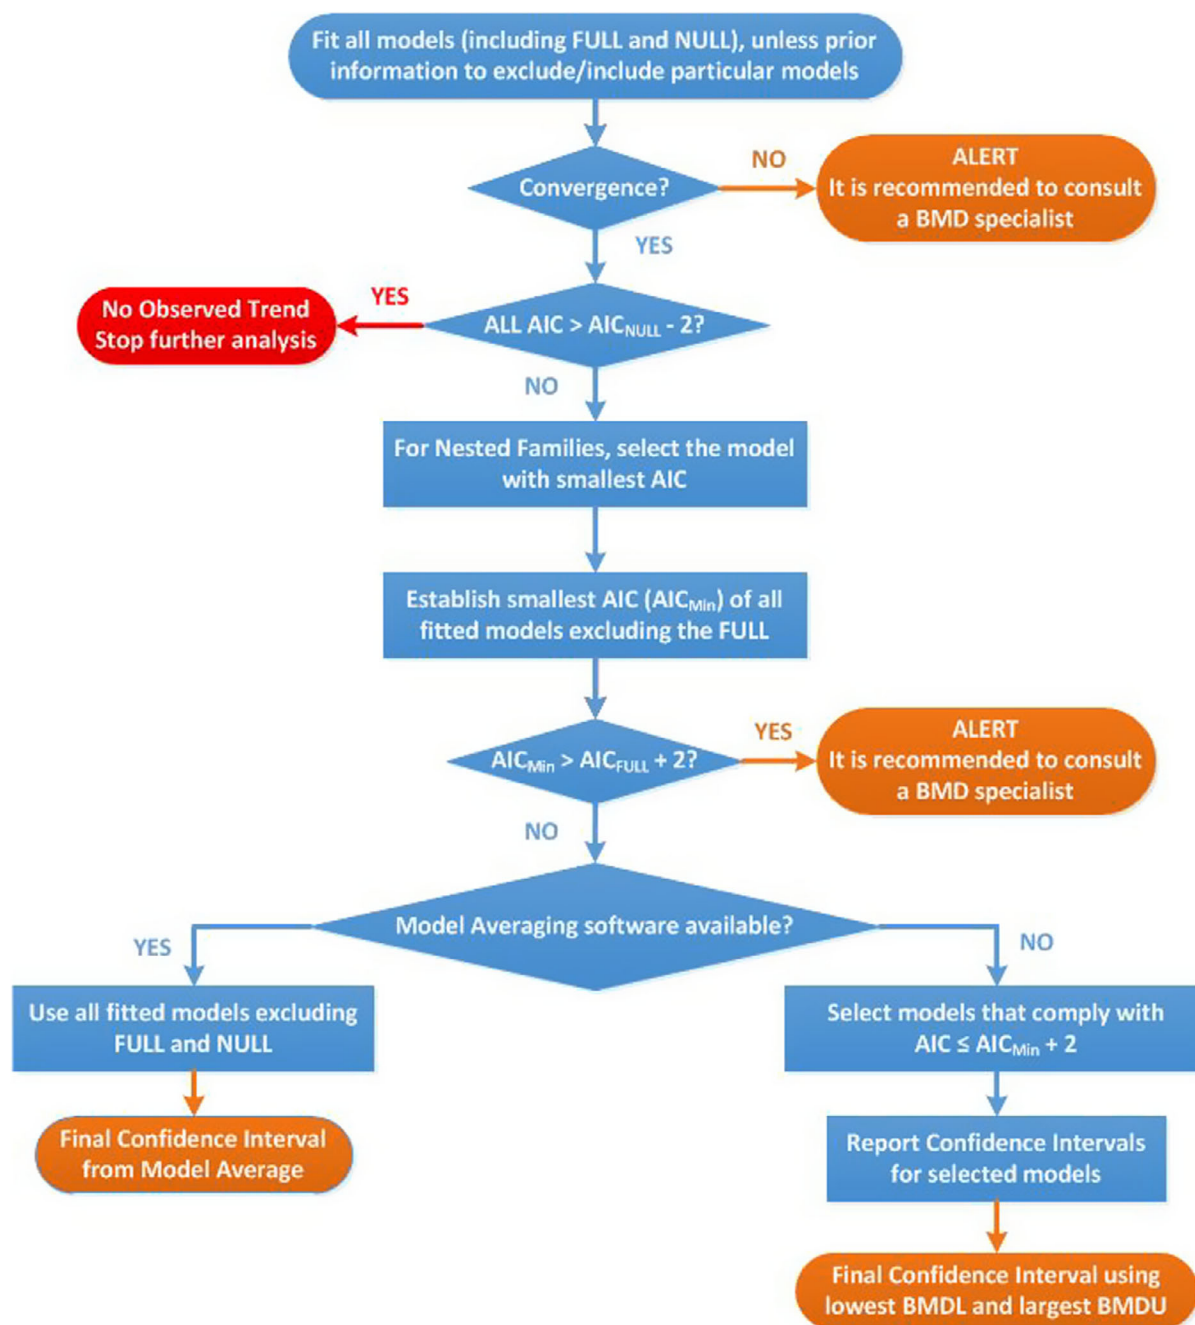 Fit all models (including FULL and NULL), unless prior
information to exclude/include particular models
NO
ALERT
It is recommended to consult
a BMD specialist
Convergence?
YES
YES
No Observed Trend
Stop further analysis
ALL AIC > AICNULL - 2?
NO
For Nested Families, select the model
with smallest AIC
Establish smallest AIC (AICMin) of all
fitted models excluding the FULL
YES
ALERT
It is recommended to consult
a BMD specialist
AICMin > AICFULL + 2?
NO
Model Averaging software available?
YES
NO
Use all fitted models excluding
FULL and NULL
Select models that comply with
AIC ≤ AICMin + 2
Final Confidence Interval
from Model Average
Report Confidence Intervals
for selected models
Final Confidence Interval using
lowest BMDL and largest BMDU